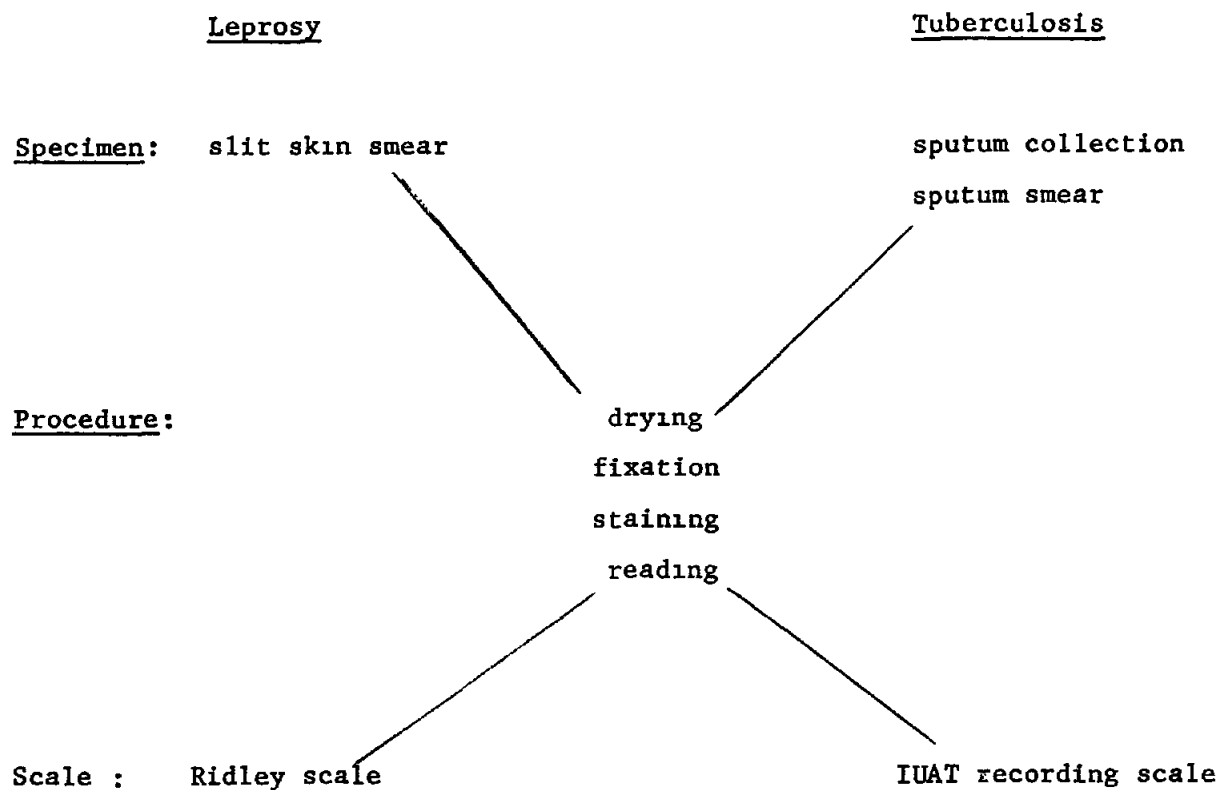 Leprosy Tuberculosis
Specimen: slit skin smear sputum collection
sputum smear
Procedure: drying
fixation
staining
reading
Scale : Ridley scale IUAT recording scale